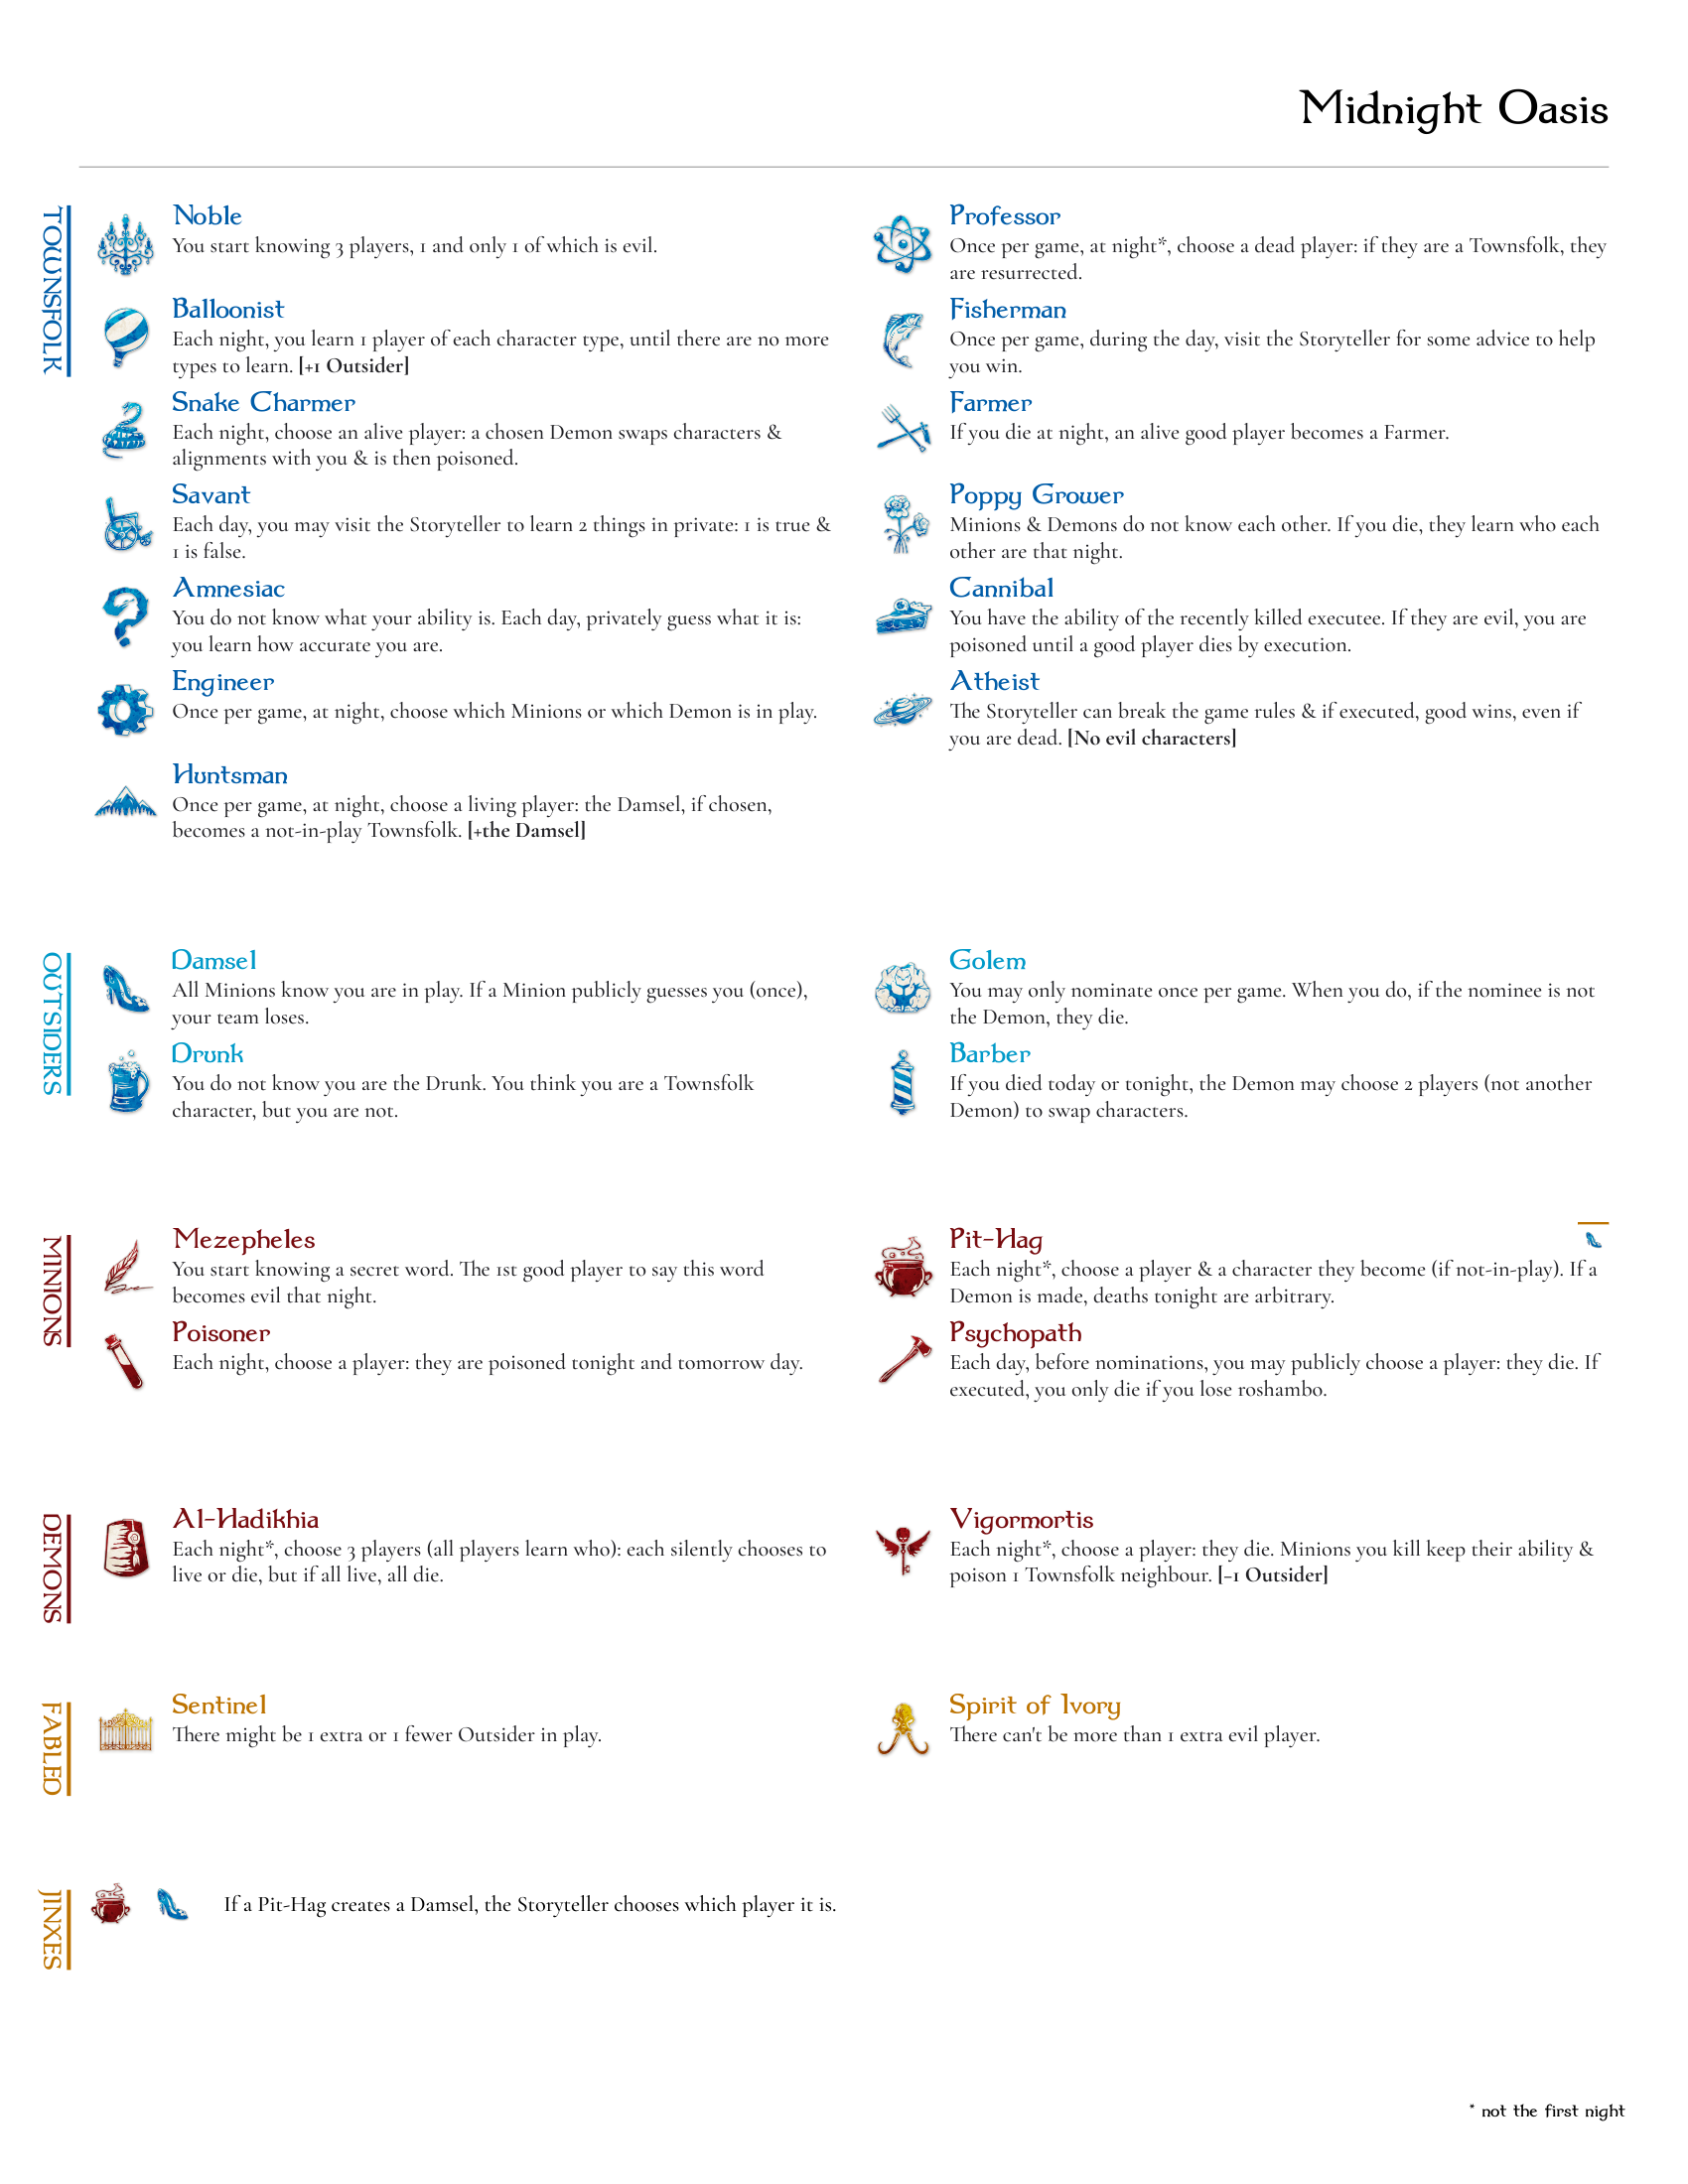 Midnight Oasis
TOWNSFOLK
Noble
You start knowing 3 players, 1 and only 1 of which is evil.
Balloonist
Each night, you learn 1 player of each character type, until there are no more
types to learn. [+1 Outsider]
Snake Charmer
Each night, choose an alive player: a chosen Demon swaps characters &
alignments with you & is then poisoned.
Savant
Each day, you may visit the Storyteller to learn 2 things in private: 1 is true &
1 is false.
Amnesiac
You do not know what your ability is. Each day, privately guess what it is:
you learn how accurate you are.
Engineer
Once per game, at night, choose which Minions or which Demon is in play.
Huntsman
Once per game, at night, choose a living player: the Damsel, if chosen,
becomes a not-in-play Townsfolk. [+the Damsel]
Professor
Once per game, at night*, choose a dead player: if they are a Townsfolk, they
are resurrected.
Fisherman
Once per game, during the day, visit the Storyteller for some advice to help
you win.
Farmer
If you die at night, an alive good player becomes a Farmer.
Poppy Grower
Minions & Demons do not know each other. If you die, they learn who each
other are that night.
Cannibal
You have the ability of the recently killed executee. If they are evil, you are
poisoned until a good player dies by execution.
Atheist
The Storyteller can break the game rules & if executed, good wins, even if
you are dead. [No evil characters]
OUTSIDERS
Damsel
All Minions know you are in play. If a Minion publicly guesses you (once),
your team loses.
Drunk
You do not know you are the Drunk. You think you are a Townsfolk
character, but you are not.
Golem
You may only nominate once per game. When you do, if the nominee is not
the Demon, they die.
Barber
If you died today or tonight, the Demon may choose 2 players (not another
Demon) to swap characters.
MINIONS
Mezepheles
You start knowing a secret word. The 1st good player to say this word
becomes evil that night.
Poisoner
Each night, choose a player: they are poisoned tonight and tomorrow day.
Pit-Hag
Each night*, choose a player & a character they become (if not-in-play). If a
Demon is made, deaths tonight are arbitrary.
Psychopath
Each day, before nominations, you may publicly choose a player: they die. If
executed, you only die if you lose roshambo.
DEMONS
Al-Hadikhia
Each night*, choose 3 players (all players learn who): each silently chooses to
live or die, but if all live, all die.
Vigormortis
Each night*, choose a player: they die. Minions you kill keep their ability &
poison 1 Townsfolk neighbour. [-1 Outsider]
FABLED
Sentinel
There might be 1 extra or 1 fewer Outsider in play.
Spirit of Ivory
There can't be more than 1 extra evil player.
JINXES
If a Pit-Hag creates a Damsel, the Storyteller chooses which player it is.
* not the first night